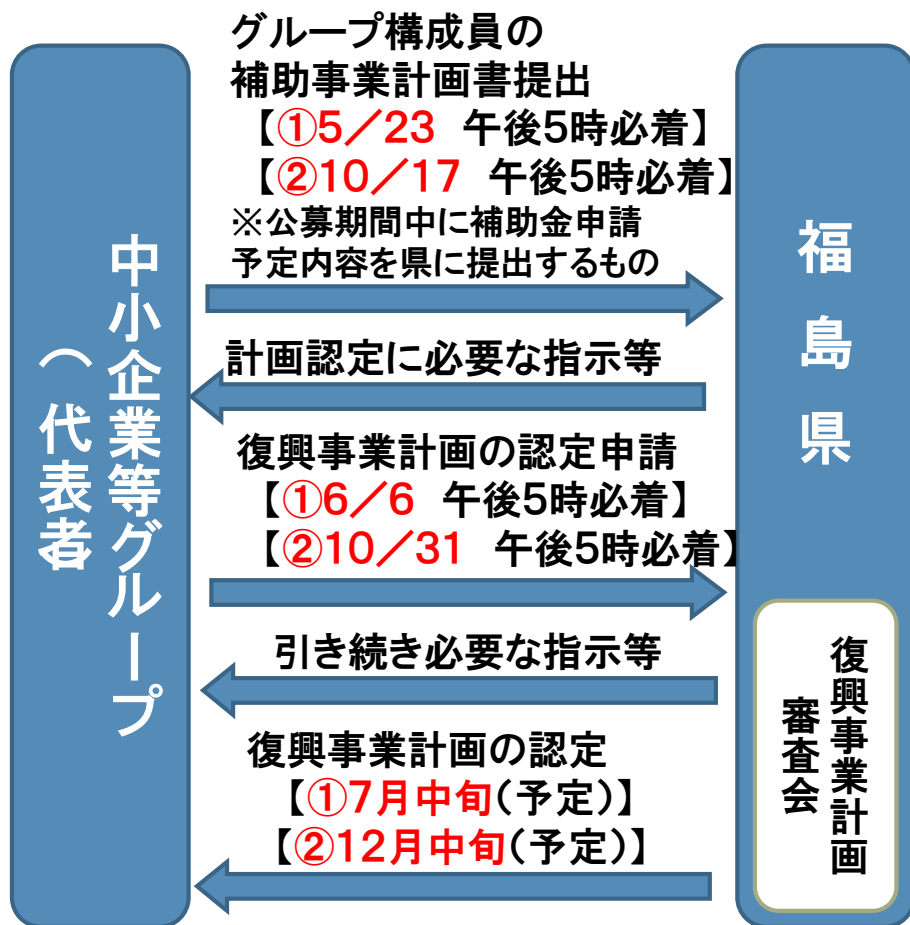 グループ構成員の
補助事業計画書提出
【①5／23 午後5時必着】
【②10／17 午後5時必着】
※公募期間中に補助金申請
予定内容を県に提出するもの
計画認定に必要な指示等
復興事業計画の認定申請
【①6／6 午後5時必着】
【②10／31 午後5時必着】
引き続き必要な指示等
復興事業計画の認定
【①7月中旬（予定）】
【②12月中旬（予定）】
中小企業等グループ
（代表者）
福島県
復興事業計画
審査会